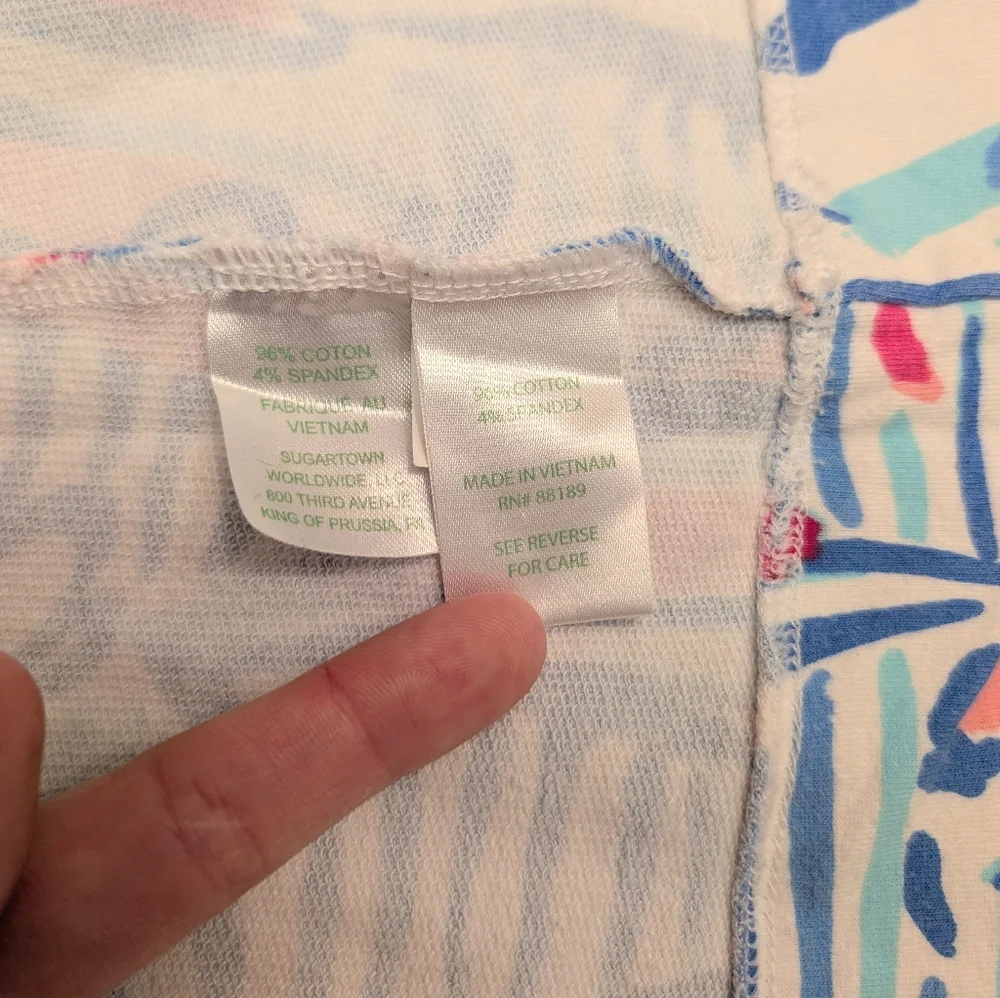 96% COTON
4% SPANDEX
FABRIQUE AU
VIETNAM
SUGARTOWN
WORLDWIDE, LLC
800 THIRD AVENUE
KING OF PRUSSIA, PA
96% COTTON
4% SPANDEX
MADE IN VIETNAM
RN# 88189
SEE REVERSE
FOR CARE